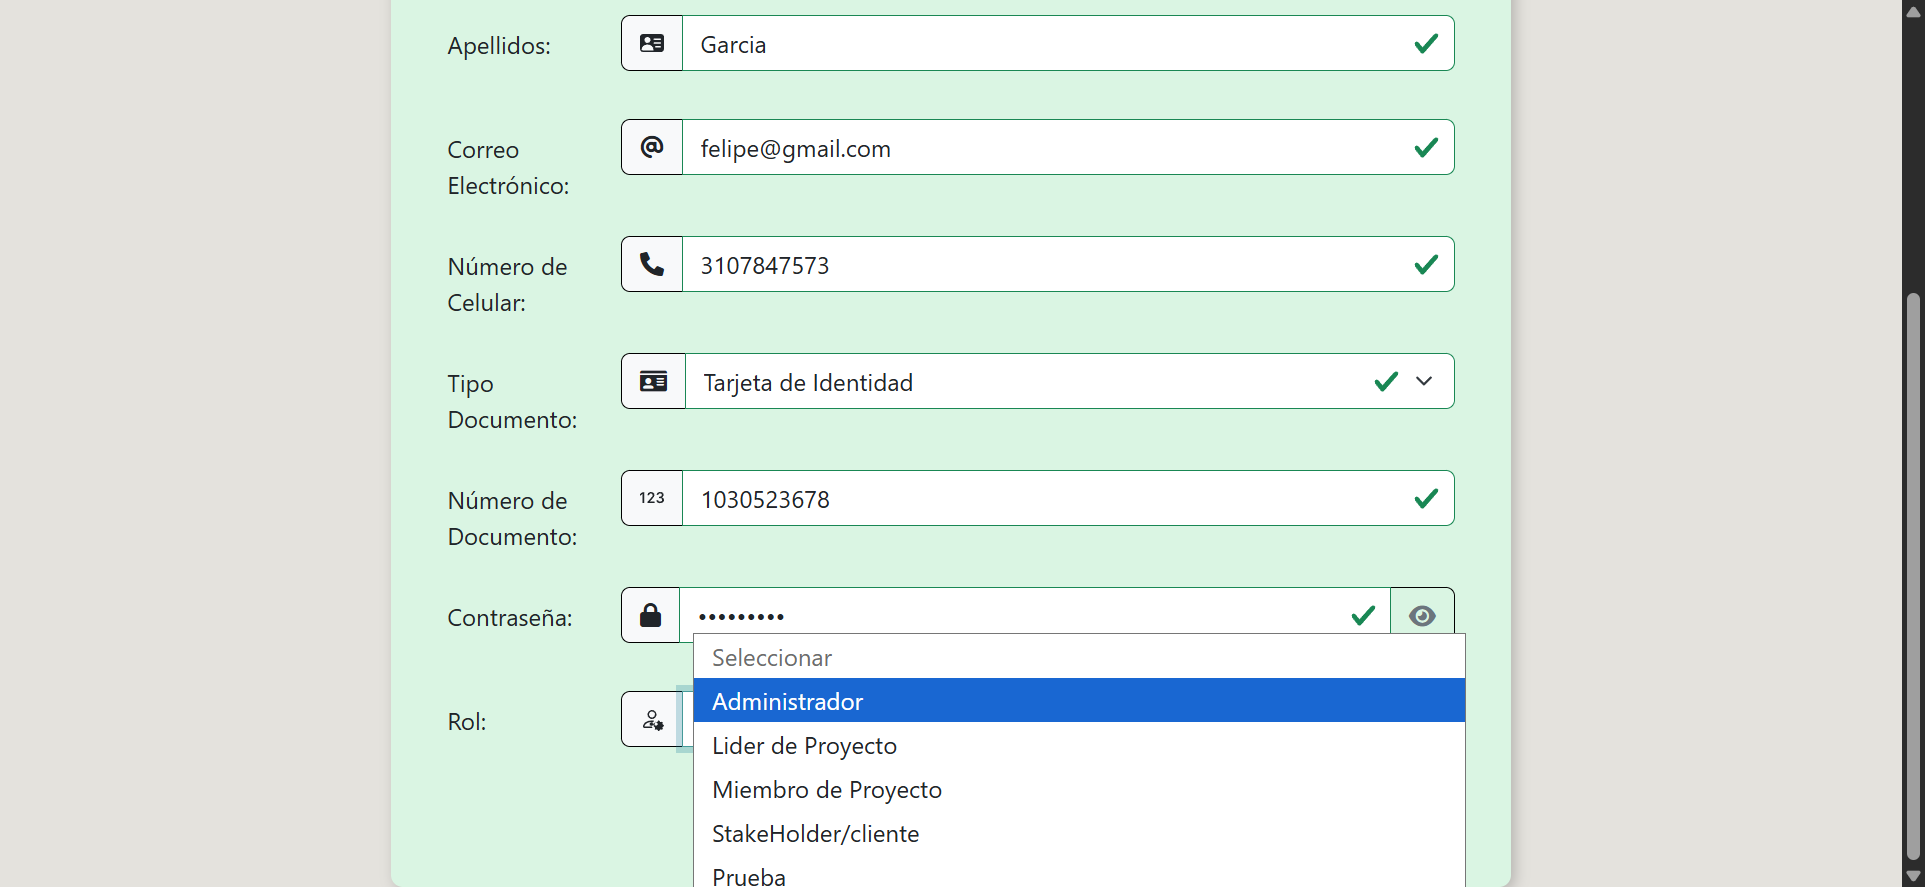 Apellidos:
Garcia
Correo
Electrónico:
felipe@gmail.com
Número de
Celular:
3107847573
Tipo
Documento:
Tarjeta de Identidad
Número de
Documento:
123
1030523678
Contraseña:
•••••••••
Seleccionar
Administrador
Rol:
Lider de Proyecto
Miembro de Proyecto
StakeHolder/cliente
Prueba